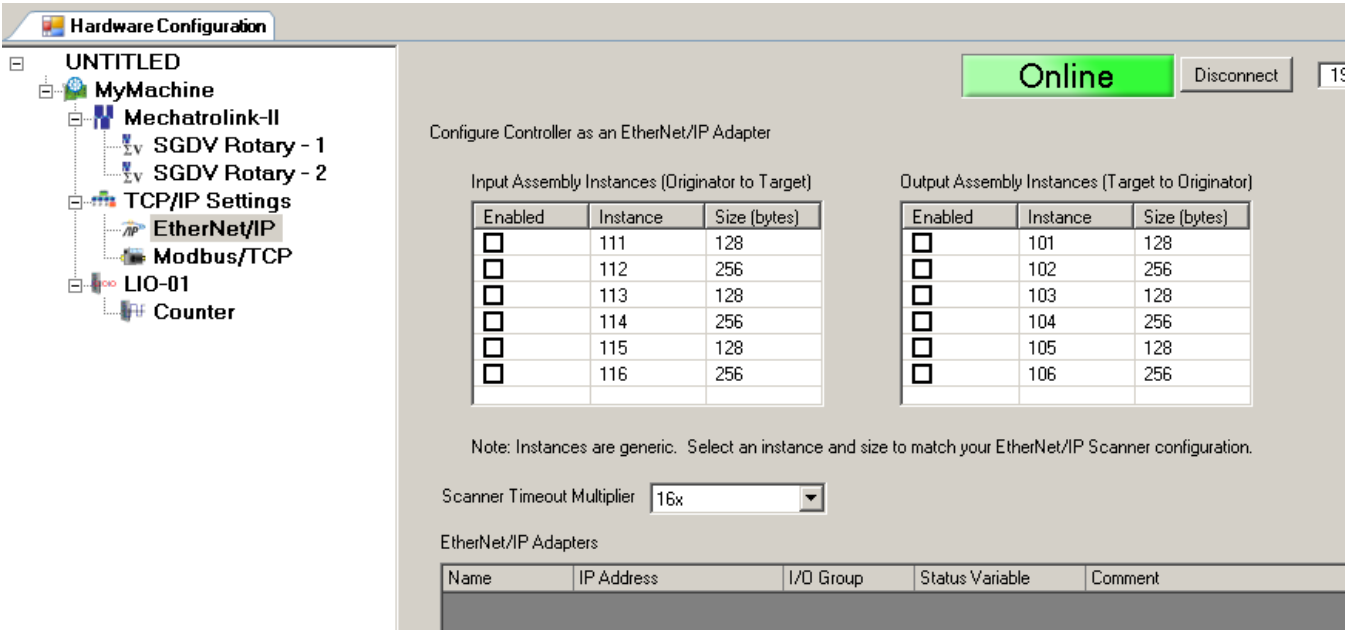 Hardware Configuration
UNTITLED
MyMachine
Mechatrolink-II
SGDV Rotary - 1
SGDV Rotary - 2
TCP/IP Settings
EtherNet/IP
Modbus/TCP
LIO-01
Counter
Online Disconnect 19
Configure Controller as an EtherNet/IP Adapter
Input Assembly Instances (Originator to Target)
Enabled Instance Size (bytes)
111 128
112 256
113 128
114 256
115 128
116 256
Output Assembly Instances (Target to Originator)
Enabled Instance Size (bytes)
101 128
102 256
103 128
104 256
105 128
106 256
Note: Instances are generic. Select an instance and size to match your EtherNet/IP Scanner configuration.
Scanner Timeout Multiplier 16x
EtherNet/IP Adapters
Name IP Address I/O Group Status Variable Comment